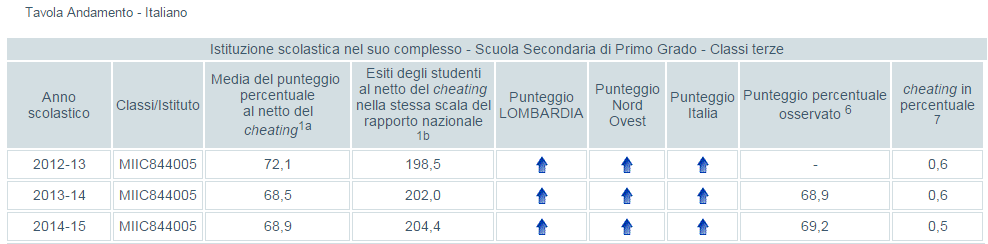 Tavola Andamento - Italiano
Istituzione scolastica nel suo complesso - Scuola Secondaria di Primo Grado - Classi terze
Anno scolastico
Classi/Istituto
Media del punteggio percentuale al netto del cheating 1a
Esiti degli studenti al netto del cheating nella stessa scala del rapporto nazionale 1b
Punteggio LOMBARDIA
Punteggio Nord Ovest
Punteggio Italia
Punteggio percentuale osservato 6
cheating in percentuale 7
2012-13 MIIC844005 72,1 198,5 - 0,6
2013-14 MIIC844005 68,5 202,0 68,9 0,6
2014-15 MIIC844005 68,9 204,4 69,2 0,5